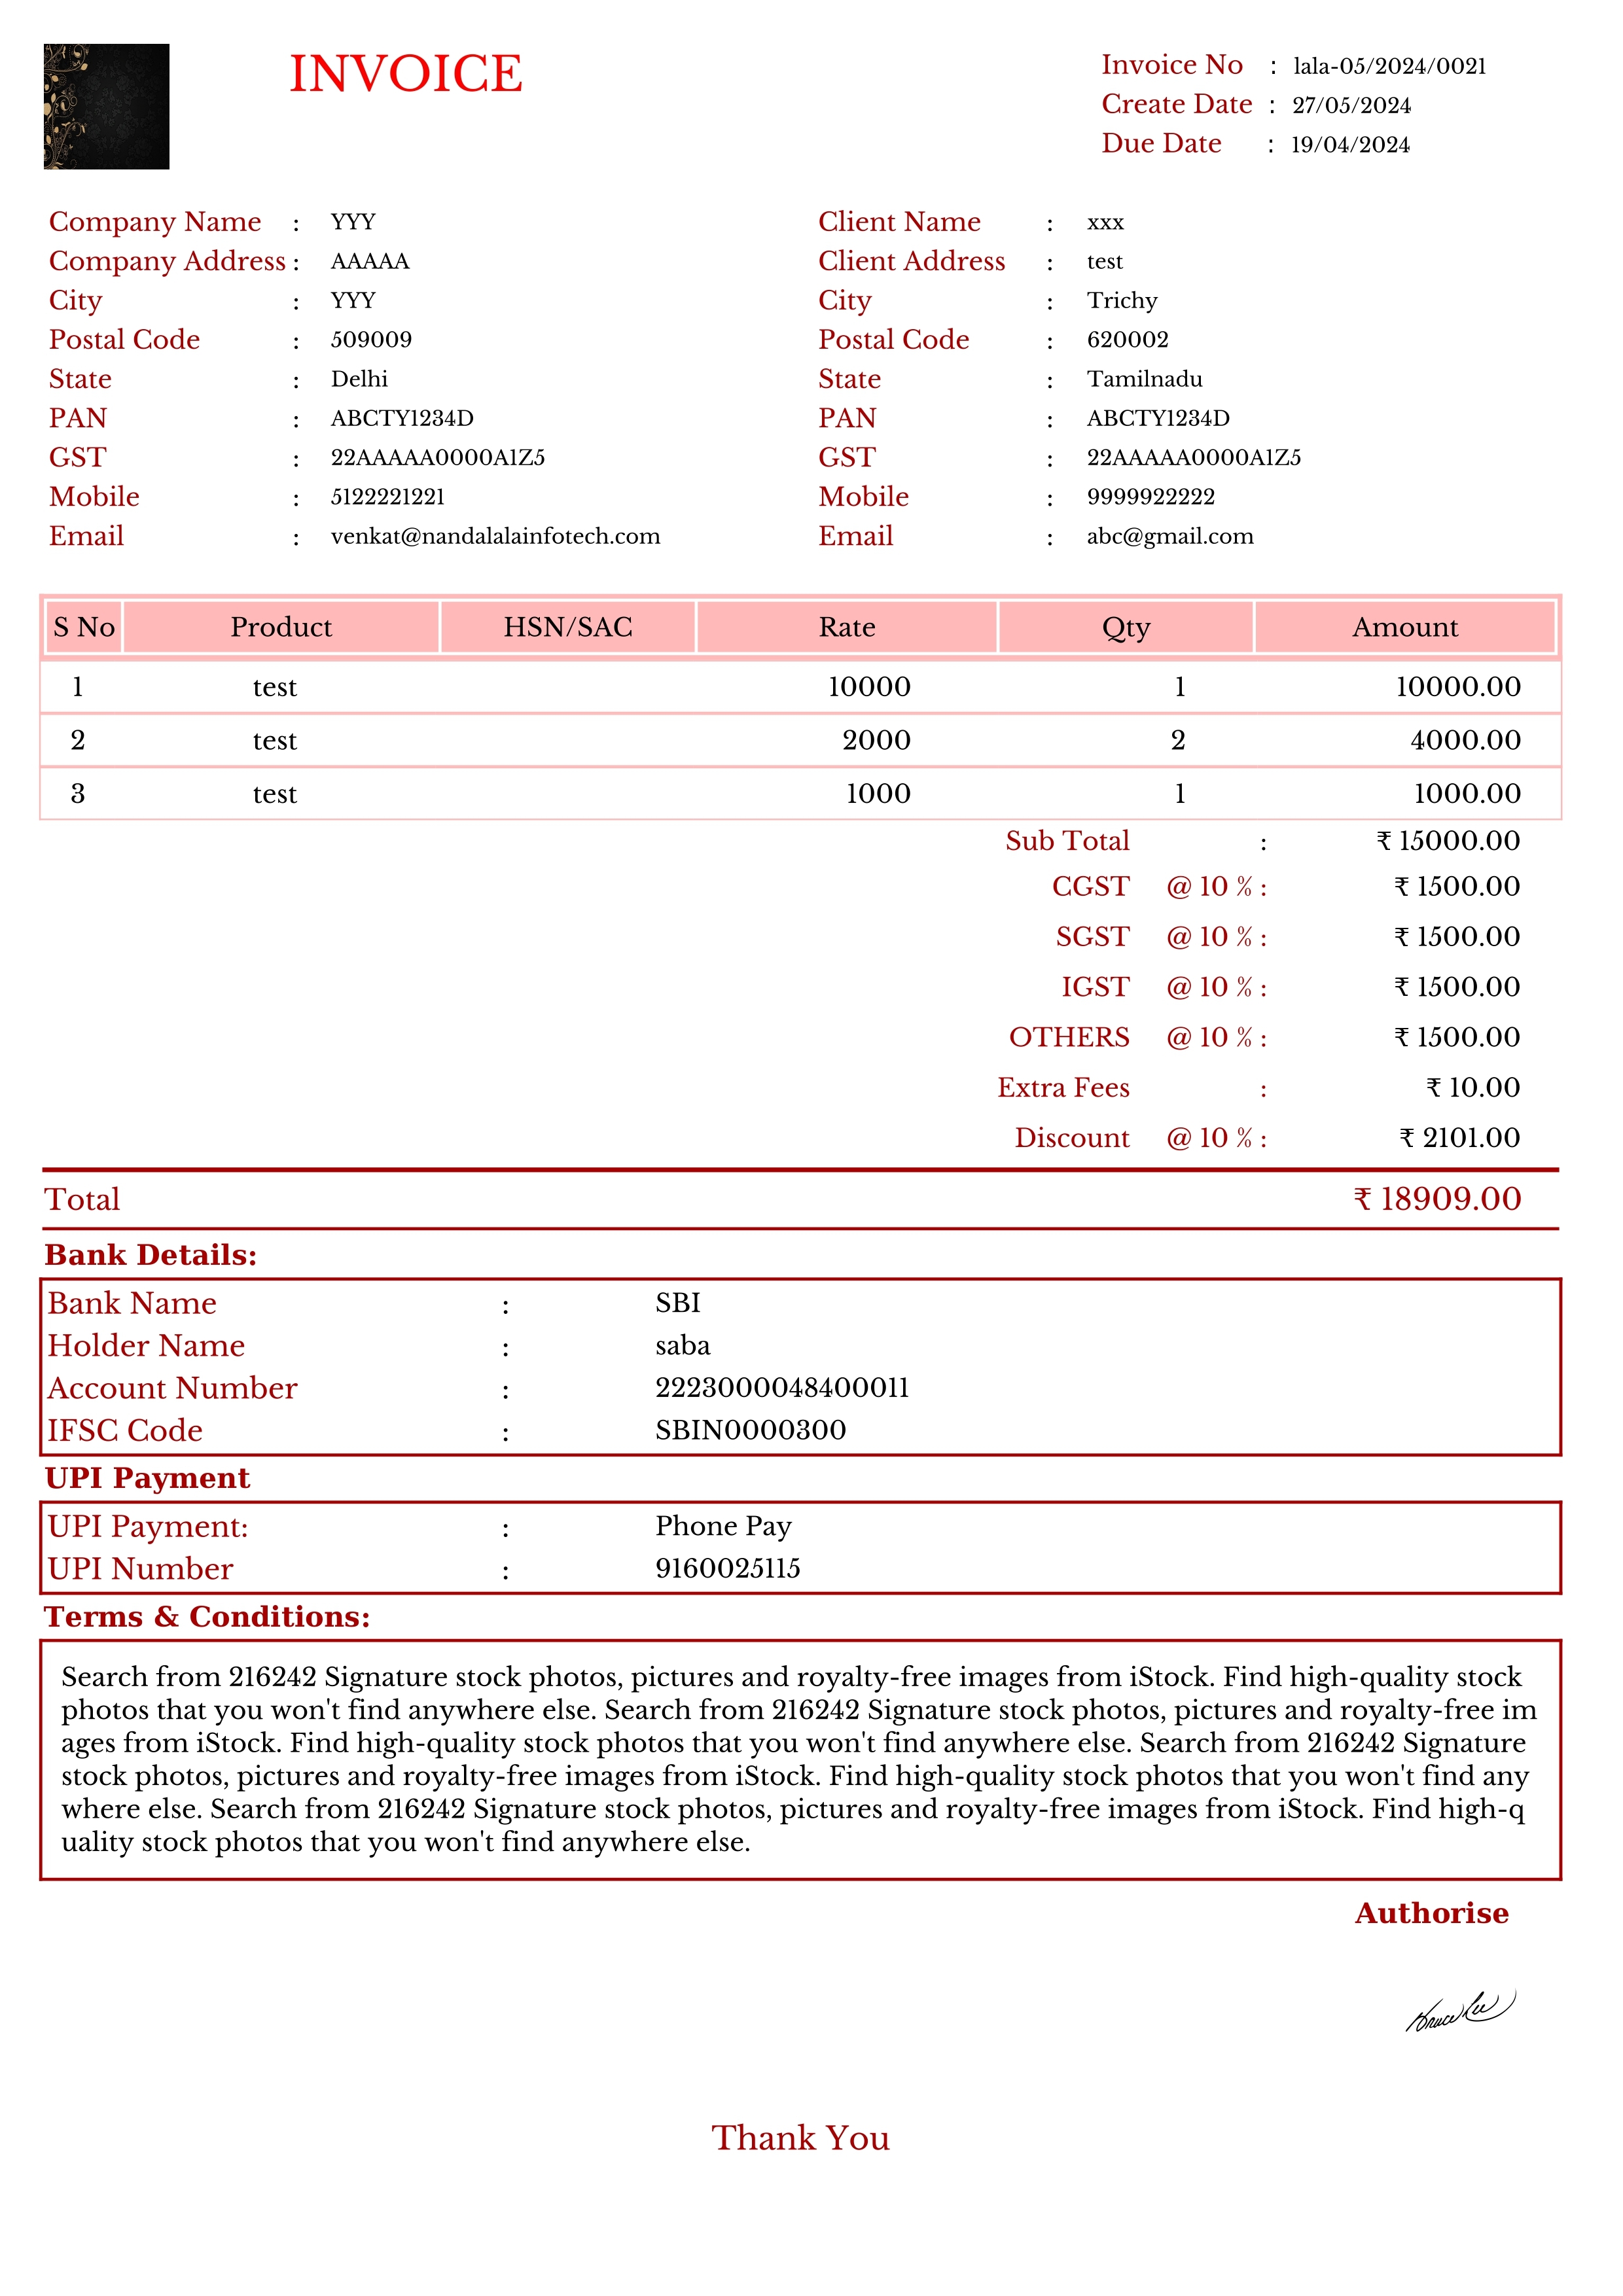 INVOICE
Invoice No : lala-05/2024/0021
Create Date : 27/05/2024
Due Date : 19/04/2024
Company Name : YYY
Company Address : AAAAA
City : YYY
Postal Code : 509009
State : Delhi
PAN : ABCTY1234D
GST : 22AAAAA0000A1Z5
Mobile : 5122221221
Email : venkat@nandalalainfotech.com
Client Name : xxx
Client Address : test
City : Trichy
Postal Code : 620002
State : Tamilnadu
PAN : ABCTY1234D
GST : 22AAAAA0000A1Z5
Mobile : 9999922222
Email : abc@gmail.com
S No Product HSN/SAC Rate Qty Amount
1 test 10000 1 10000.00
2 test 2000 2 4000.00
3 test 1000 1 1000.00
Sub Total : ₹ 15000.00
CGST @ 10 % : ₹ 1500.00
SGST @ 10 % : ₹ 1500.00
IGST @ 10 % : ₹ 1500.00
OTHERS @ 10 % : ₹ 1500.00
Extra Fees : ₹ 10.00
Discount @ 10 % : ₹ 2101.00
Total ₹ 18909.00
Bank Details:
Bank Name : SBI
Holder Name : saba
Account Number : 2223000048400011
IFSC Code : SBIN0000300
UPI Payment
UPI Payment: : Phone Pay
UPI Number : 9160025115
Terms & Conditions:
Search from 216242 Signature stock photos, pictures and royalty-free images from iStock. Find high-quality stock
photos that you won't find anywhere else. Search from 216242 Signature stock photos, pictures and royalty-free im
ages from iStock. Find high-quality stock photos that you won't find anywhere else. Search from 216242 Signature
stock photos, pictures and royalty-free images from iStock. Find high-quality stock photos that you won't find any
where else. Search from 216242 Signature stock photos, pictures and royalty-free images from iStock. Find high-q
uality stock photos that you won't find anywhere else.
Authorise
Bruce Lee
Thank You